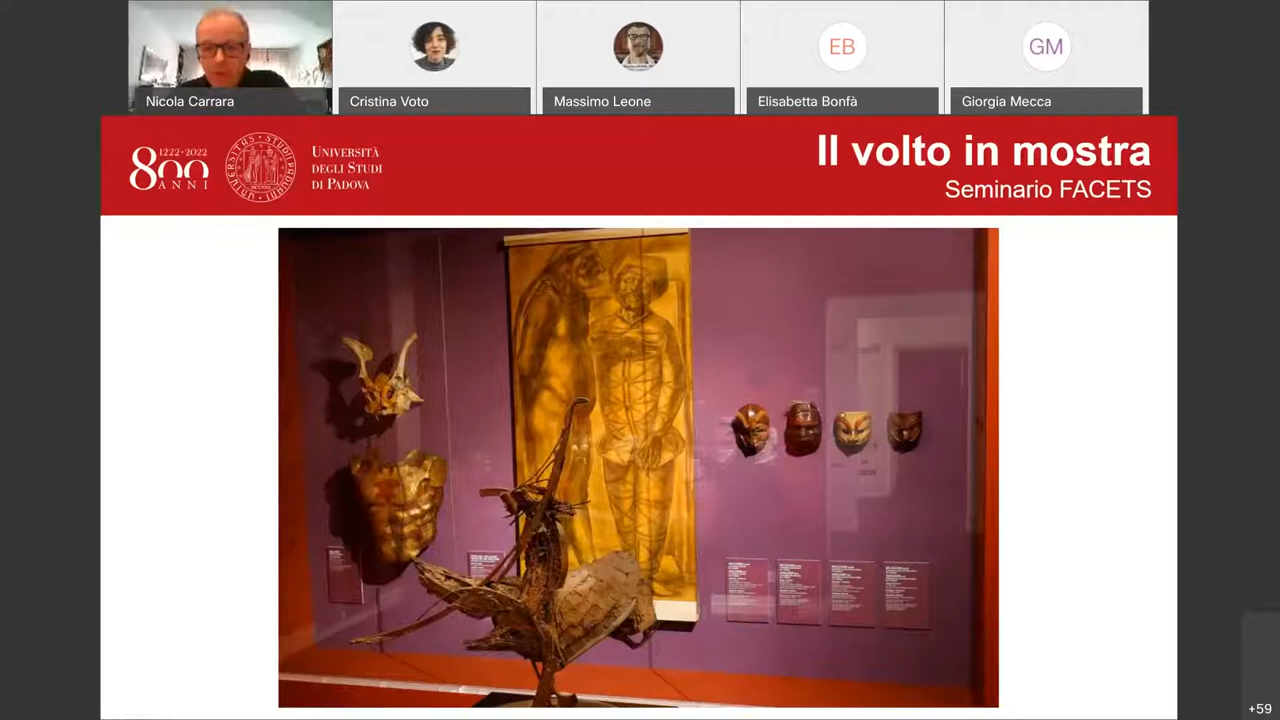 Nicola Carrara
Cristina Voto
Massimo Leone
EB
Elisabetta Bonfà
GM
Giorgia Mecca
1222·2022
800
ANNI
UNIVERSITÀ
DEGLI STUDI
DI PADOVA
Il volto in mostra
Seminario FACETS
+59